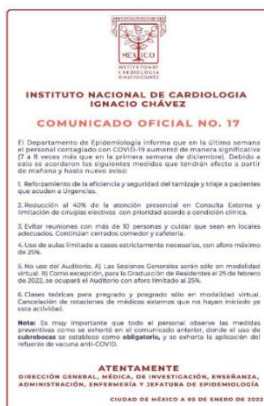 MÉXICO
INSTITUTO DE
CARDIOLOGÍA
IGNACIO CHÁVEZ
INSTITUTO NACIONAL DE CARDIOLOGIA
IGNACIO CHÁVEZ
COMUNICADO OFICIAL NO. 17
El Departamento de Epidemiología informa que en la última semana
el personal contagiado con COVID-19 aumentó de manera significativa
(7 a 8 veces más que en la primera semana de diciembre). Debido a
esto se acordaron las siguientes medidas que tendrán efecto a partir
de mañana y hasta nuevo aviso:
1. Reforzamiento de la eficiencia y seguridad del tamizaje y triaje a pacientes
que acuden a Urgencias.
2. Reducción al 40% de la atención presencial en Consulta Externa y
limitación de cirugías electivas con prioridad acorde a condición clínica.
3. Evitar reuniones con más de 10 personas y cuidar que sean en locales
adecuados. Continúan cerrados comedor y cafetería.
4. Uso de aulas limitado a casos estrictamente necesarios, con aforo máximo
de 25%.
5. No uso del Auditorio. A) Las Sesiones Generales serán sólo en modalidad
virtual. B) Como excepción, para la Graduación de Residentes el 25 de febrero
de 2022, se ocupará el Auditorio con aforo limitado al 25%.
6. Clases teóricas para pregrado y posgrado sólo en modalidad virtual.
Cancelación de rotaciones de médicos externos que no hayan iniciado ya
esta actividad.
Nota: Es muy importante que todo el personal observe las medidas
preventivas como se exhortó en el comunicado anterior, donde el uso de
cubrebocas se establece como obligatorio, y se exhorta la aplicación del
refuerzo de vacuna anti-COVID.
ATENTAMENTE
DIRECCIÓN GENERAL, MÉDICA, DE INVESTIGACIÓN, ENSEÑANZA,
ADMINISTRACIÓN, ENFERMERÍA Y JEFATURA DE EPIDEMIOLOGÍA
CIUDAD DE MÉXICO A 05 DE ENERO DE 2022